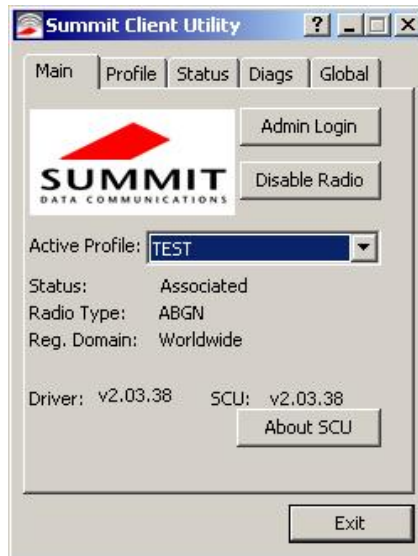 Summit Client Utility ? X
Main Profile Status Diags Global
SUMMIT
DATA COMMUNICATIONS
Admin Login
Disable Radio
Active Profile: TEST
Status: Associated
Radio Type: ABGN
Reg. Domain: Worldwide
Driver: v2.03.38 SCU: v2.03.38
About SCU
Exit